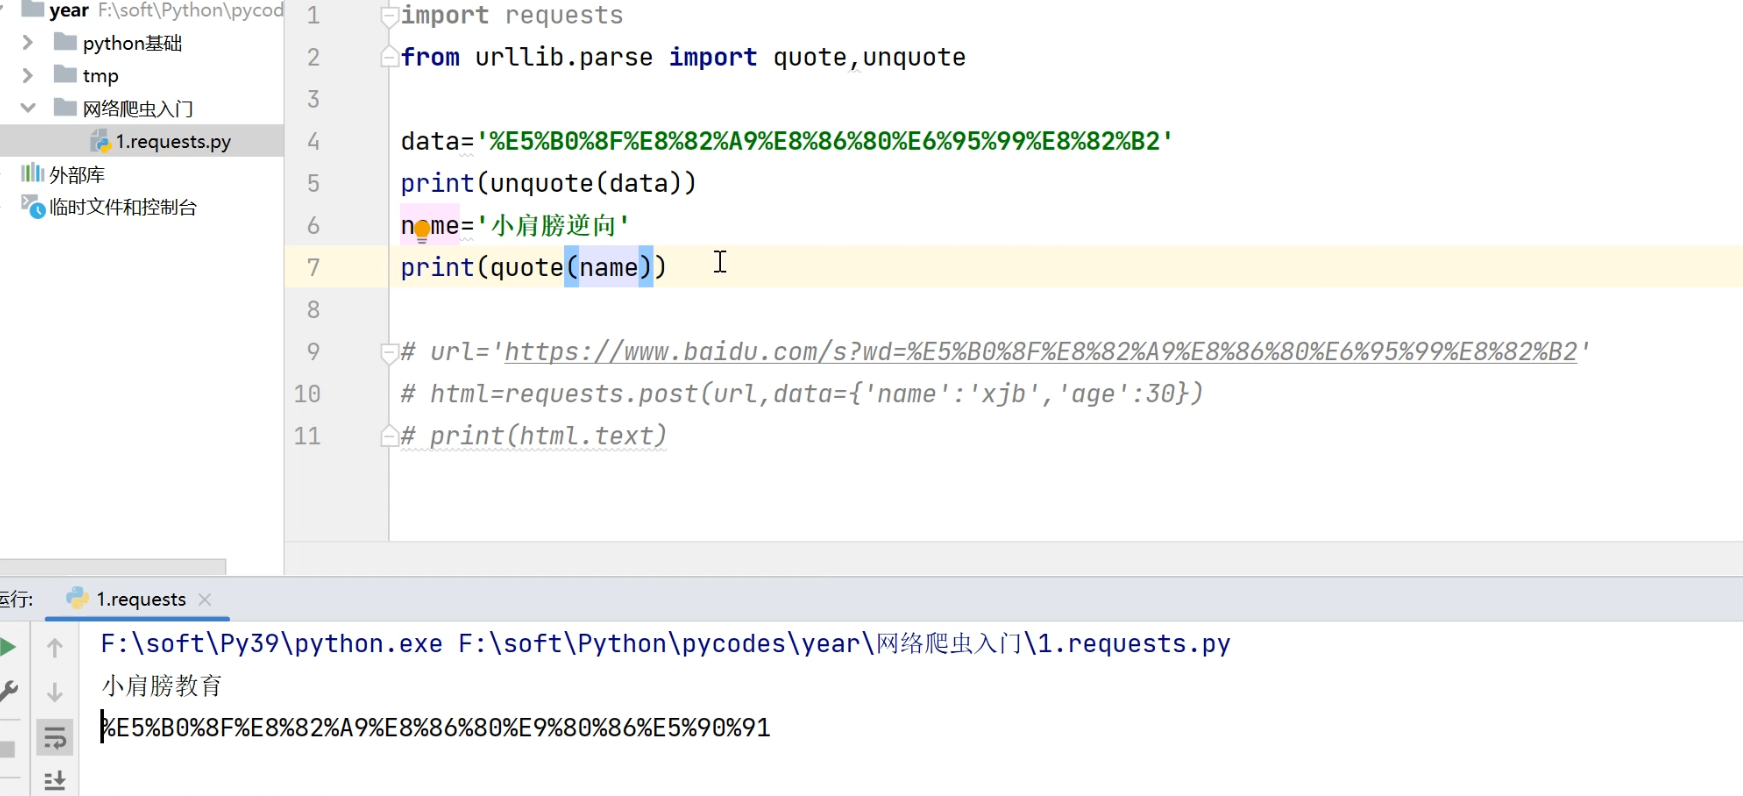 year F:\soft\Python\pycod
python基础
tmp
网络爬虫入门
1.requests.py
外部库
临时文件和控制台
1 import requests
2 from urllib.parse import quote,unquote
3
4 data='%E5%B0%8F%E8%82%A9%E8%86%80%E6%95%99%E8%82%B2'
5 print(unquote(data))
6 name='小肩膀逆向'
7 print(quote(name))
8
9 # url='https://www.baidu.com/s?wd=%E5%B0%8F%E8%82%A9%E8%86%80%E6%95%99%E8%82%B2'
10 # html=requests.post(url,data={'name':'xjb','age':30})
11 # print(html.text)
运行: 1.requests
F:\soft\Py39\python.exe F:\soft\Python\pycodes\year\网络爬虫入门\1.requests.py
小肩膀教育
%E5%B0%8F%E8%82%A9%E8%86%80%E9%80%86%E5%90%91